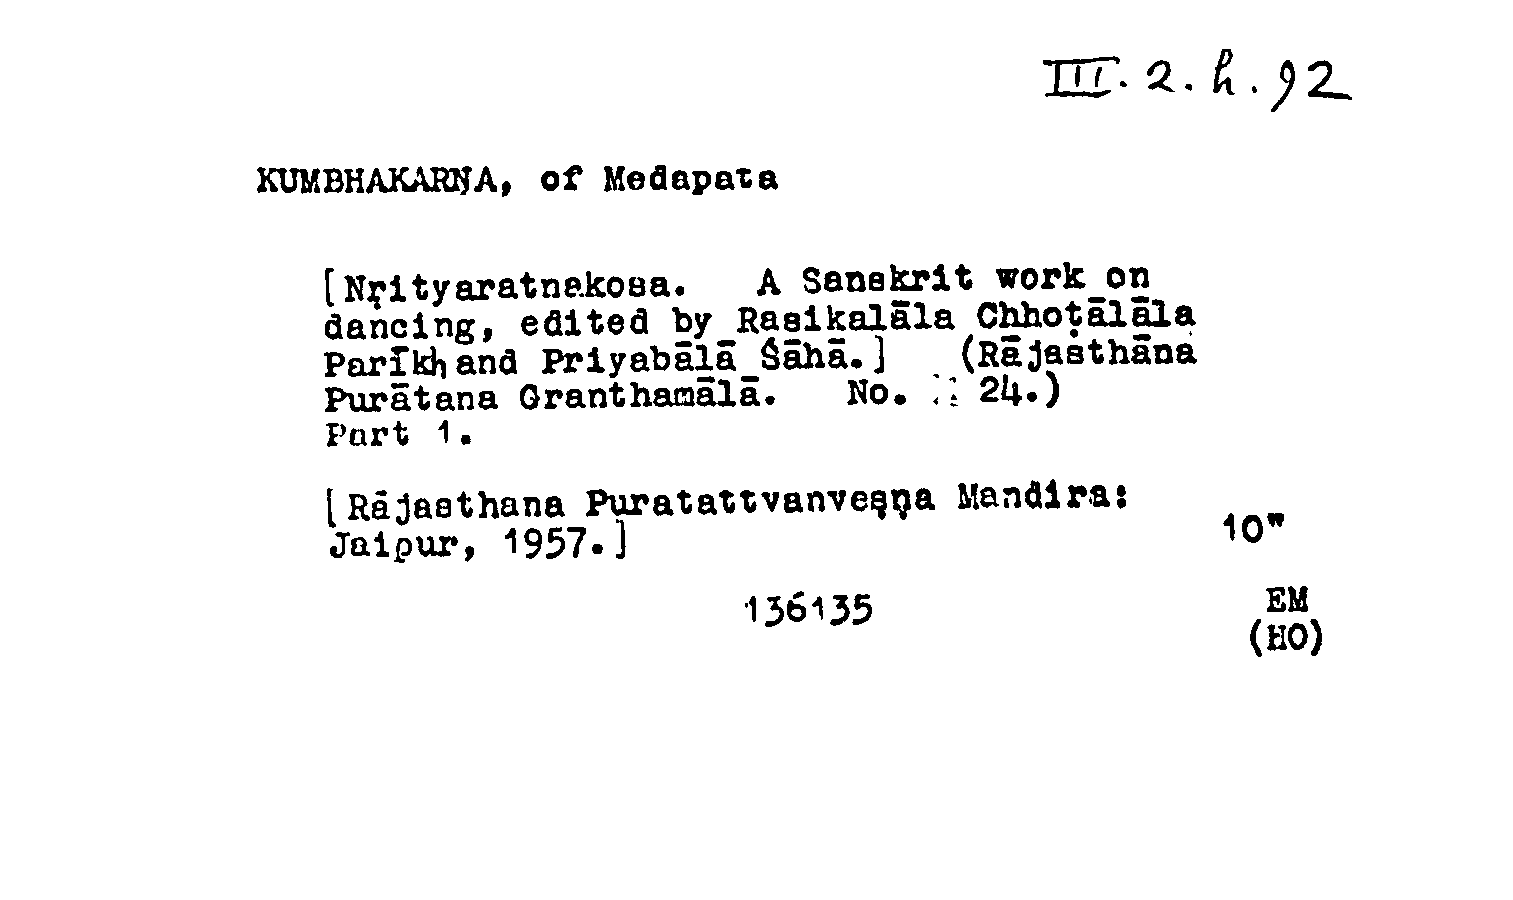 III. 2. h. 92
KUMBHAKARṆA, of Medapata
[Nṛityaratnakosa. A Sanskrit work on
dancing, edited by Rasikalāla Chhoṭālāla
Parīkh and Priyabālā Śāhā.] (Rājasthāna
Purātana Granthamālā. No. 24.)
Part 1.
[Rājasthana Puratattvanveṣṇa Mandira:
Jaipur, 1957.]
10"
136135
EM
(HO)